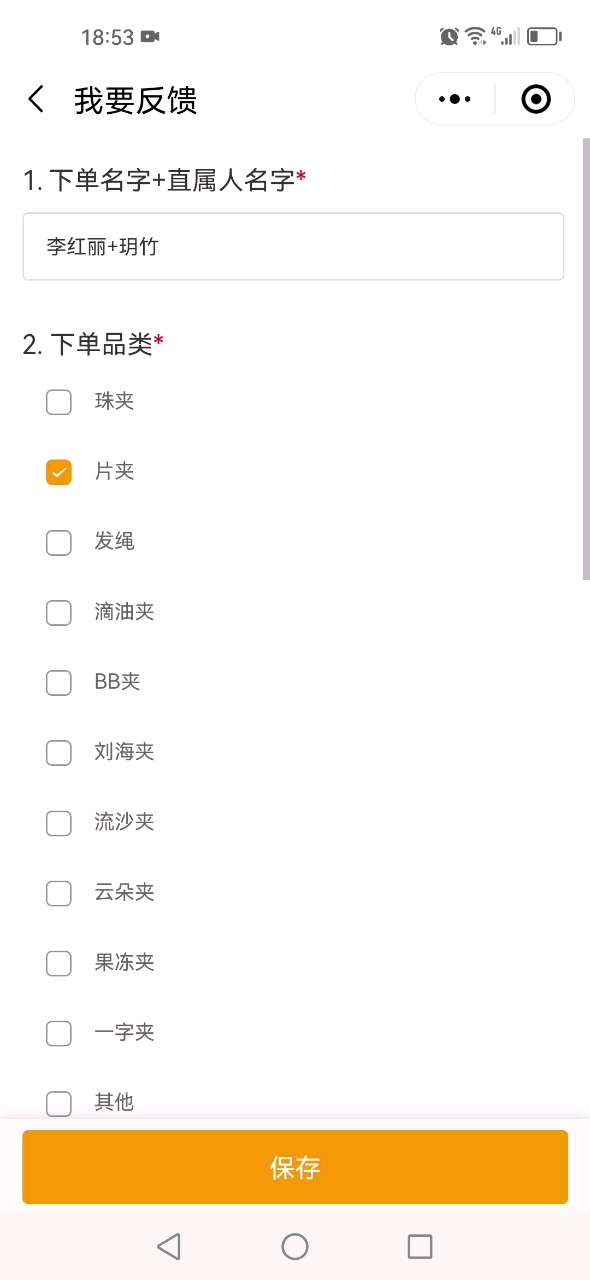 18:53
4G
我要反馈
1. 下单名字+直属人名字*
李红丽+玥竹
2. 下单品类*
珠夹
片夹
发绳
滴油夹
BB夹
刘海夹
流沙夹
云朵夹
果冻夹
一字夹
其他
保存